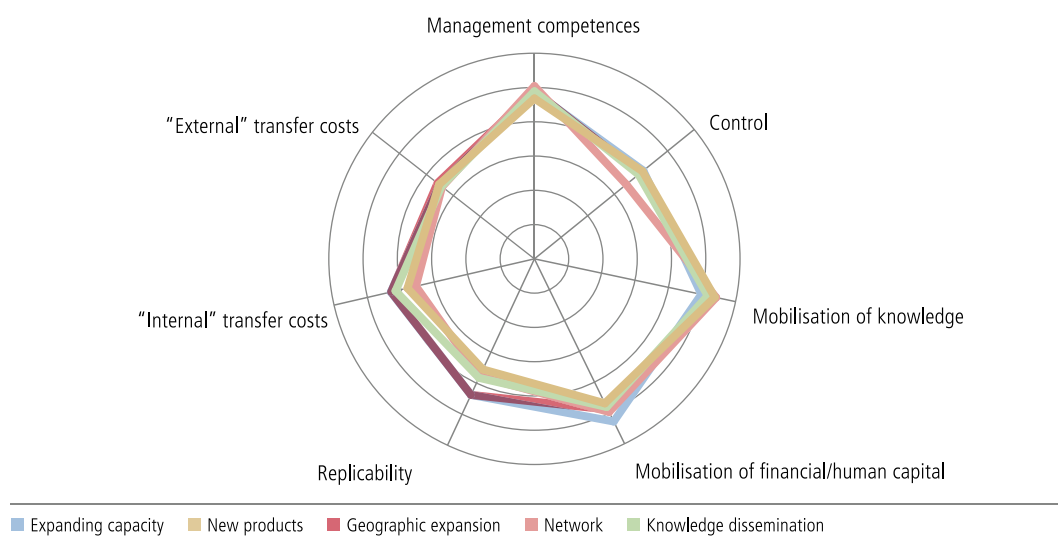 Management competences
“External” transfer costs
Control
“Internal” transfer costs
Mobilisation of knowledge
Replicability
Mobilisation of financial/human capital
Expanding capacity New products Geographic expansion Network Knowledge dissemination